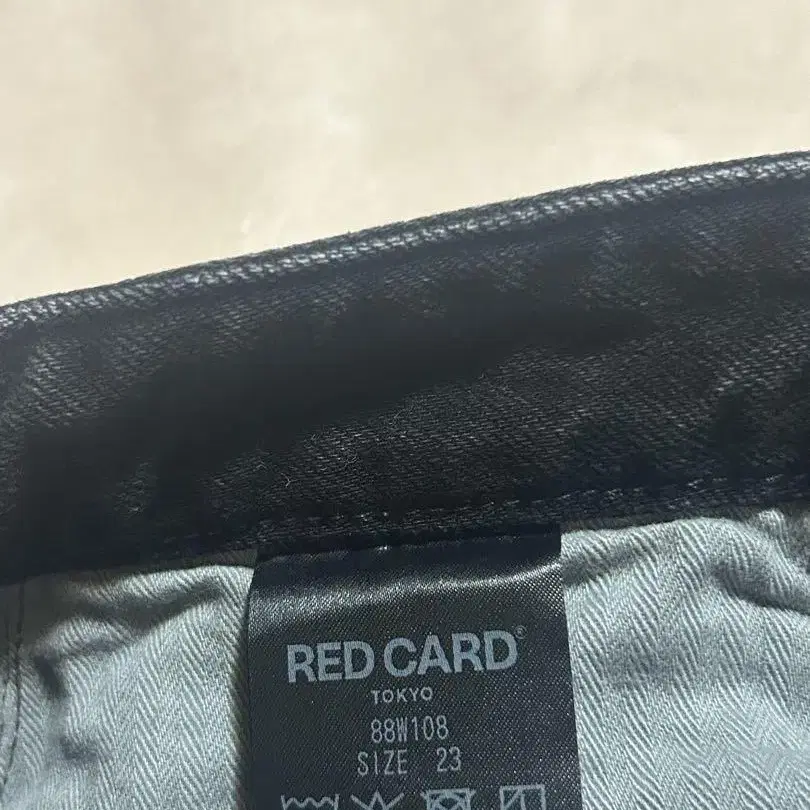 RED CARD®
TOKYO
88W108
SIZE 23